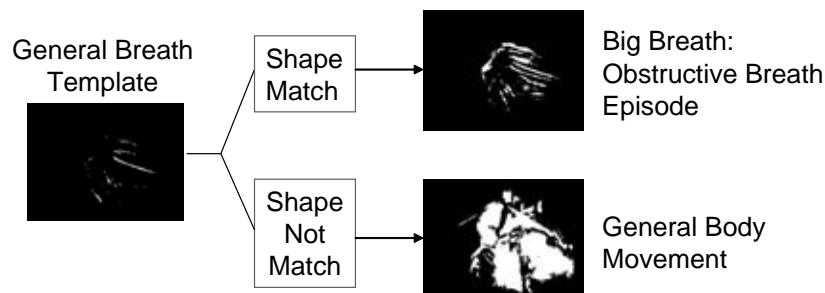 General Breath
Template
Shape
Match
Big Breath:
Obstructive Breath
Episode
Shape
Not
Match
General Body
Movement